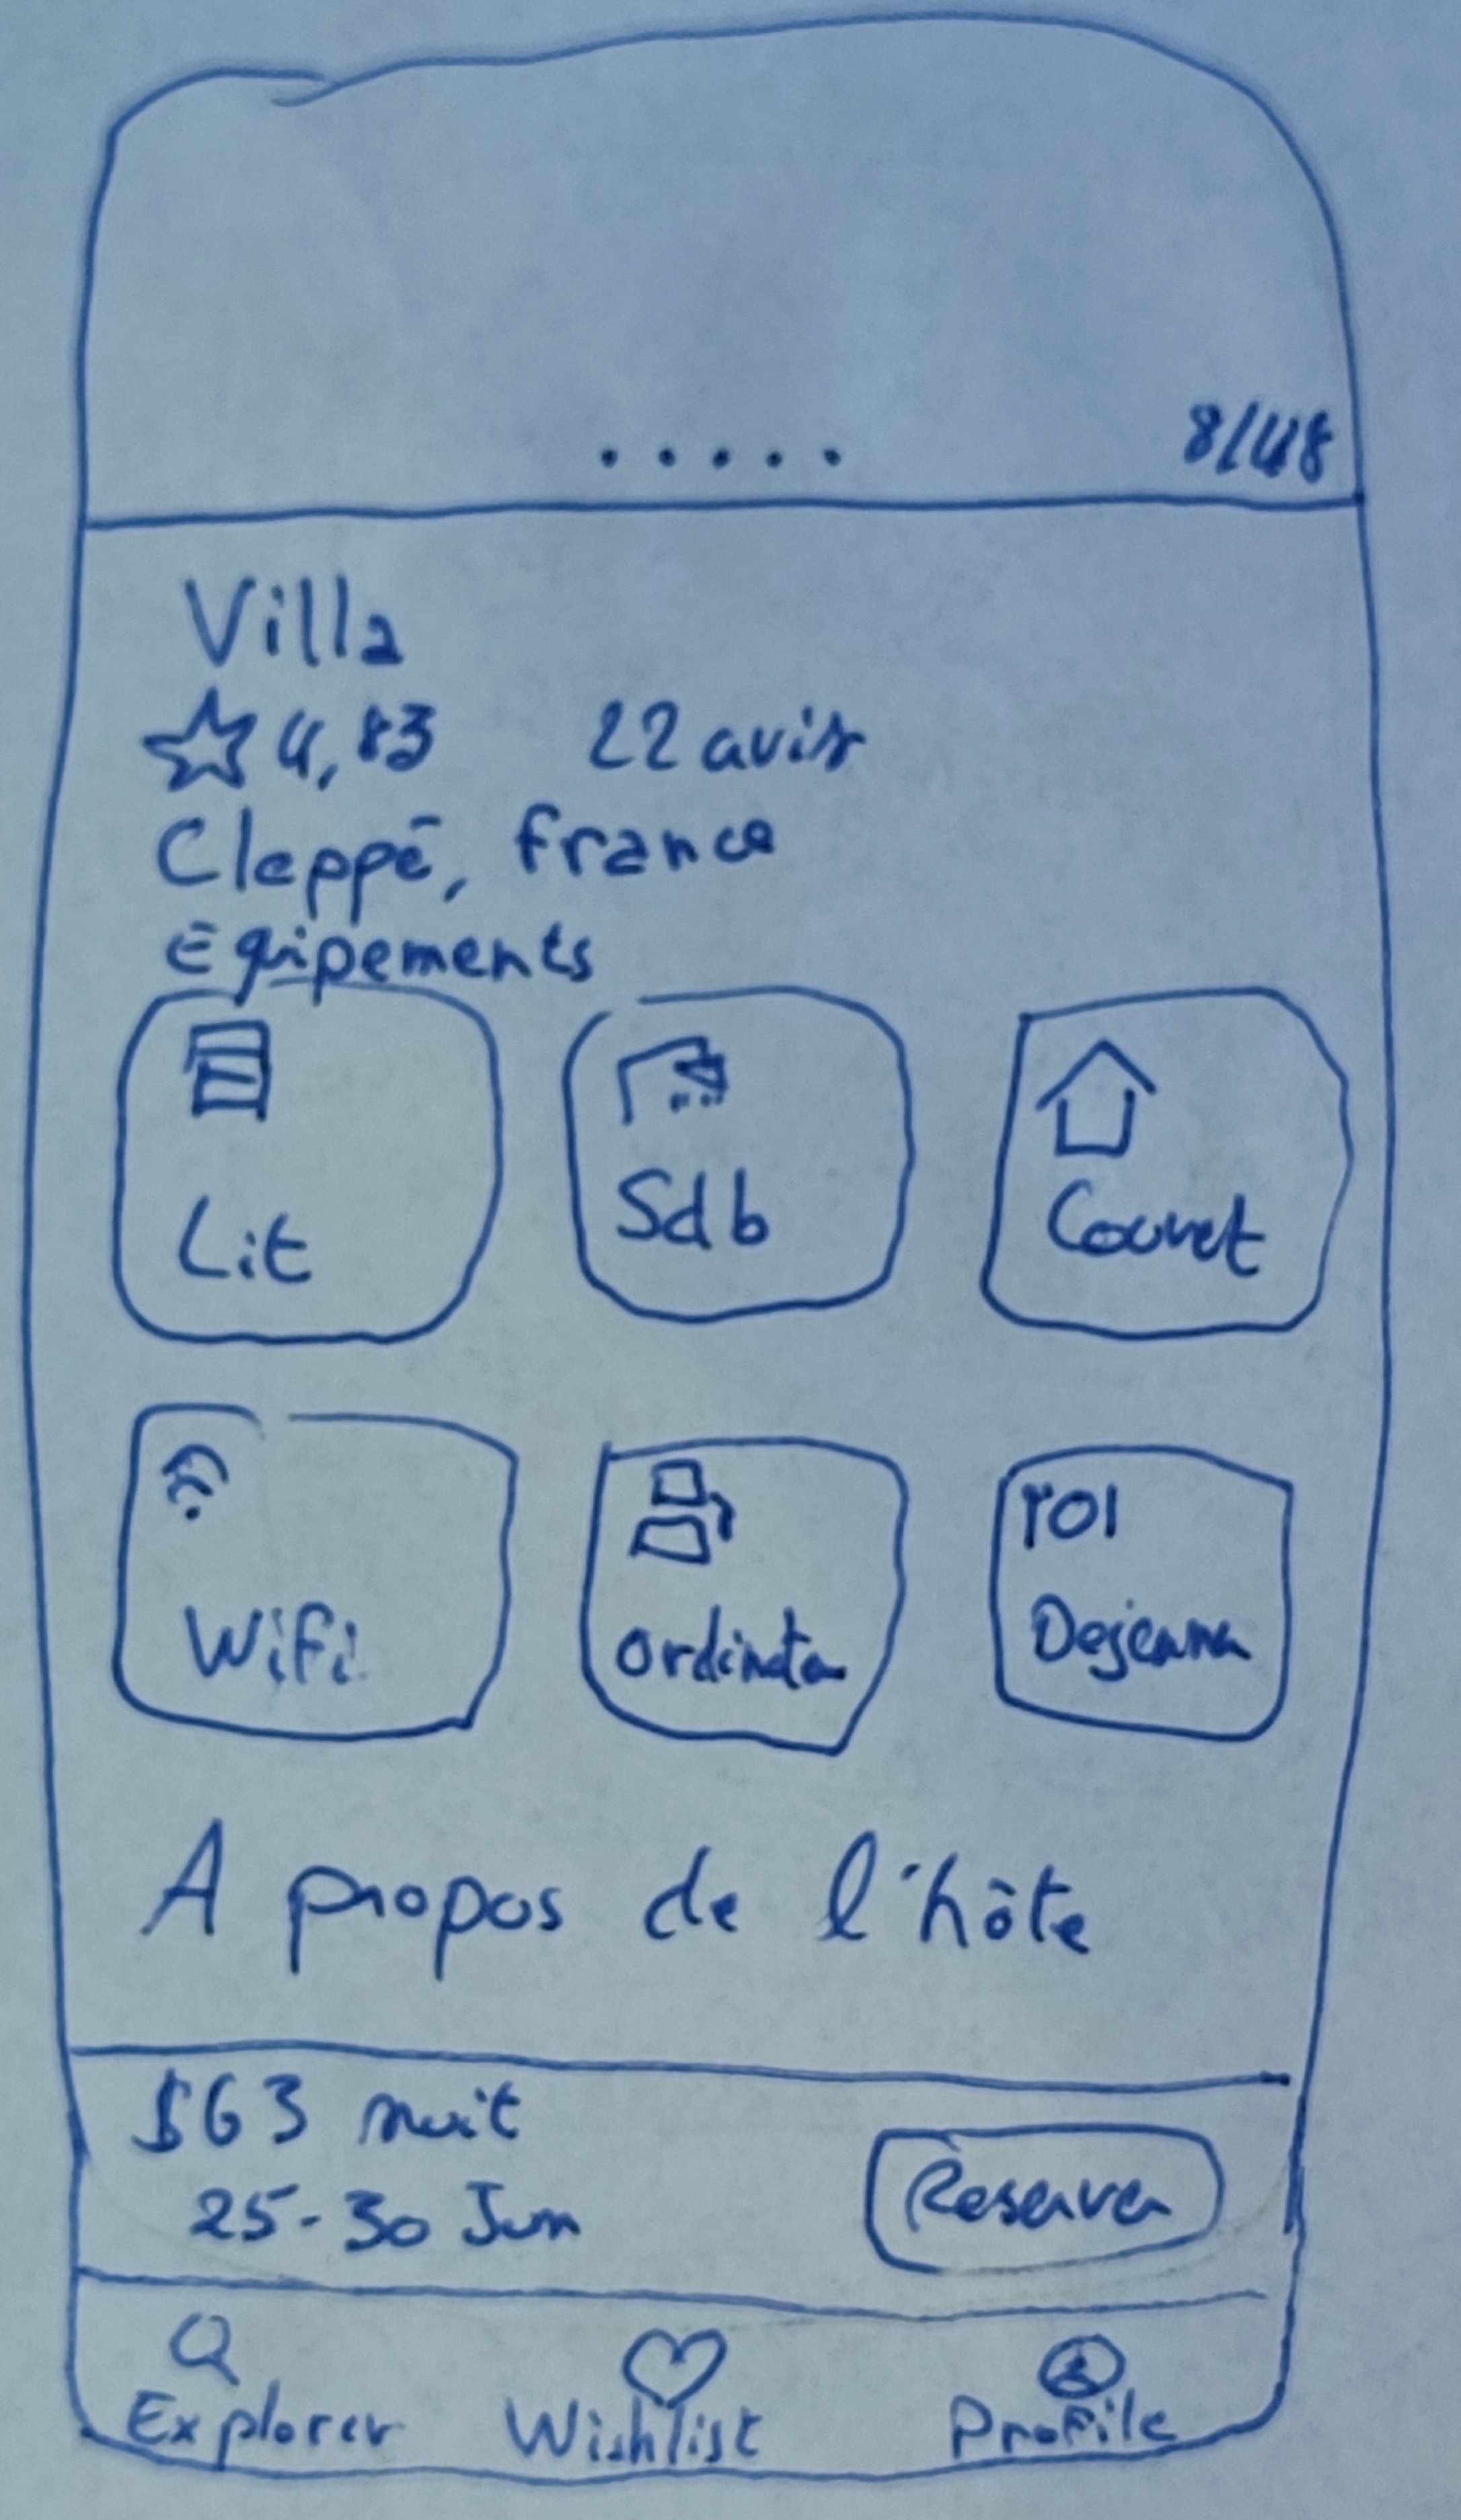 8/48
Villa
4,83 22 avis
Cleppé, France
Equipements
Lit
Sdb
Couvet
Wifi
Ordinateu
Dejeuner
A propos de l'hôte
$63 nuit
25-30 Jun
Reserver
Explorer Wishlist Profile